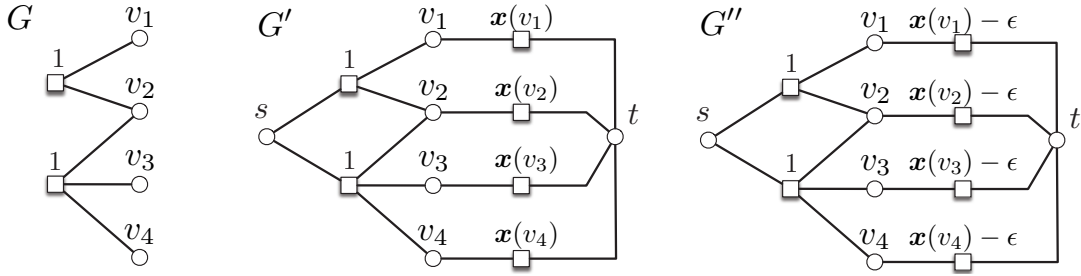 G
1
v₁
v₂
1
v₃
v₄
G′
s
1
1
v₁
v₂
v₃
v₄
x(v₁)
x(v₂)
x(v₃)
x(v₄)
t
G″
s
1
1
v₁
v₂
v₃
v₄
x(v₁) − ϵ
x(v₂) − ϵ
x(v₃) − ϵ
x(v₄) − ϵ
t